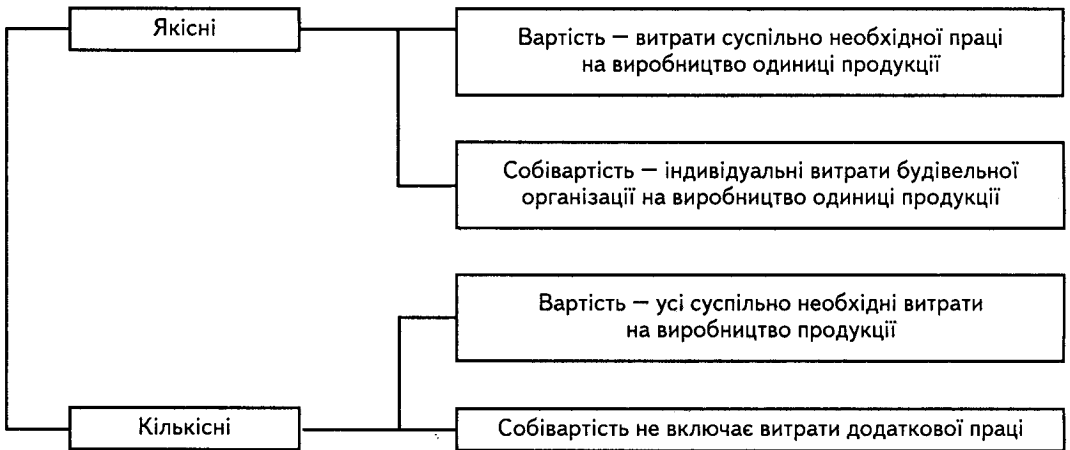 Якісні
Вартість — витрати суспільно необхідної праці
на виробництво одиниці продукції
Собівартість — індивідуальні витрати будівельної
організації на виробництво одиниці продукції
Вартість — усі суспільно необхідні витрати
на виробництво продукції
Кількісні
Собівартість не включає витрати додаткової праці